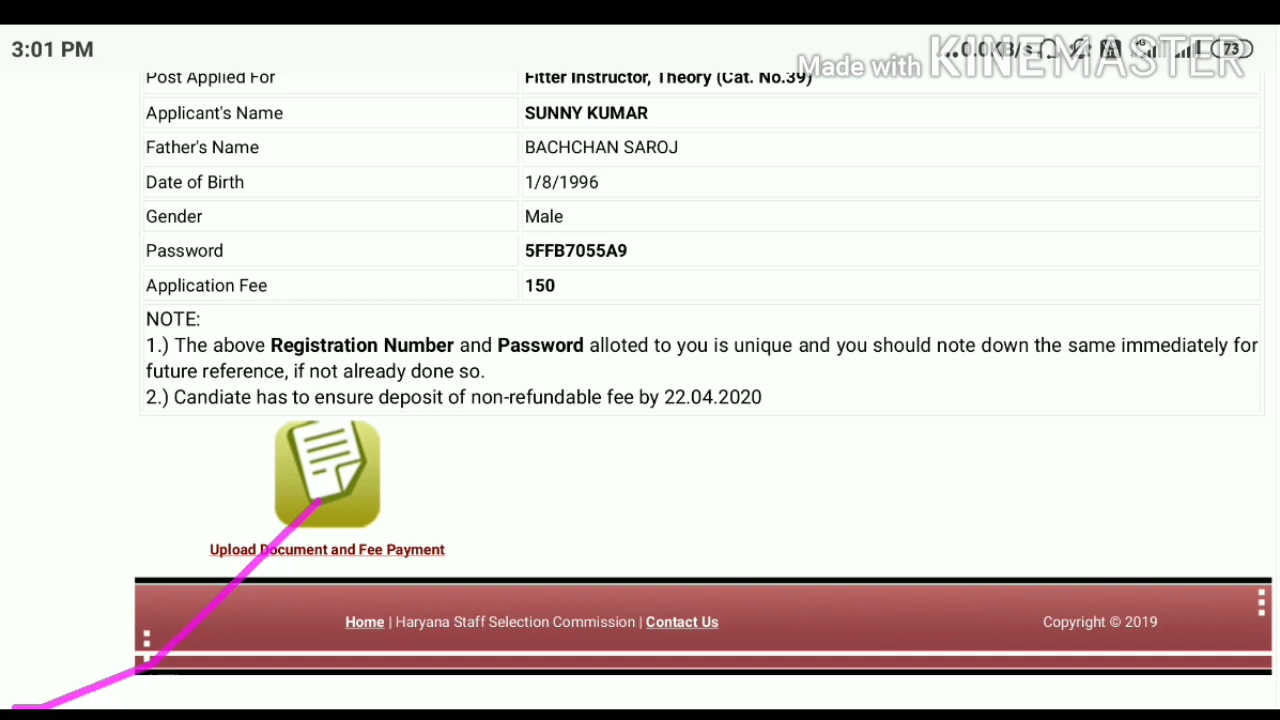 3:01 PM
...0.0KB/s 4G 73
Made with KINEMASTER
Post Applied For Fitter Instructor, Theory (Cat. No.39)
Applicant's Name SUNNY KUMAR
Father's Name BACHCHAN SAROJ
Date of Birth 1/8/1996
Gender Male
Password 5FFB7055A9
Application Fee 150
NOTE:
1.) The above Registration Number and Password alloted to you is unique and you should note down the same immediately for
future reference, if not already done so.
2.) Candiate has to ensure deposit of non-refundable fee by 22.04.2020
Upload Document and Fee Payment
Home | Haryana Staff Selection Commission | Contact Us
Copyright © 2019